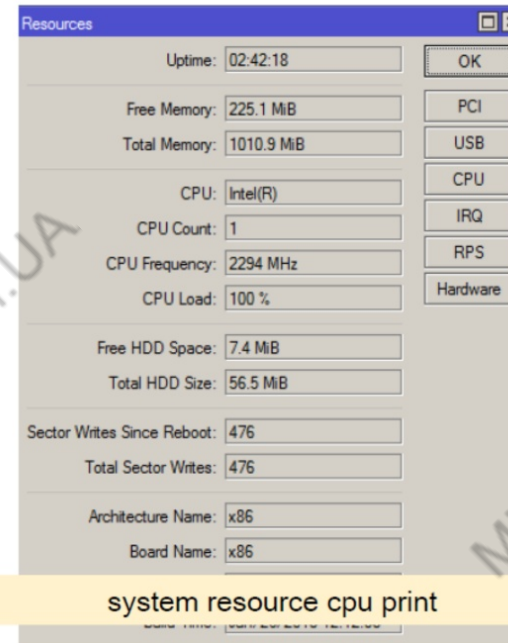 Resources
Uptime: 02:42:18
OK
Free Memory: 225.1 MiB
PCI
Total Memory: 1010.9 MiB
USB
CPU: Intel(R)
CPU
CPU Count: 1
IRQ
CPU Frequency: 2294 MHz
RPS
CPU Load: 100 %
Hardware
Free HDD Space: 7.4 MiB
Total HDD Size: 56.5 MiB
Sector Writes Since Reboot: 476
Total Sector Writes: 476
Architecture Name: x86
Board Name: x86
system resource cpu print